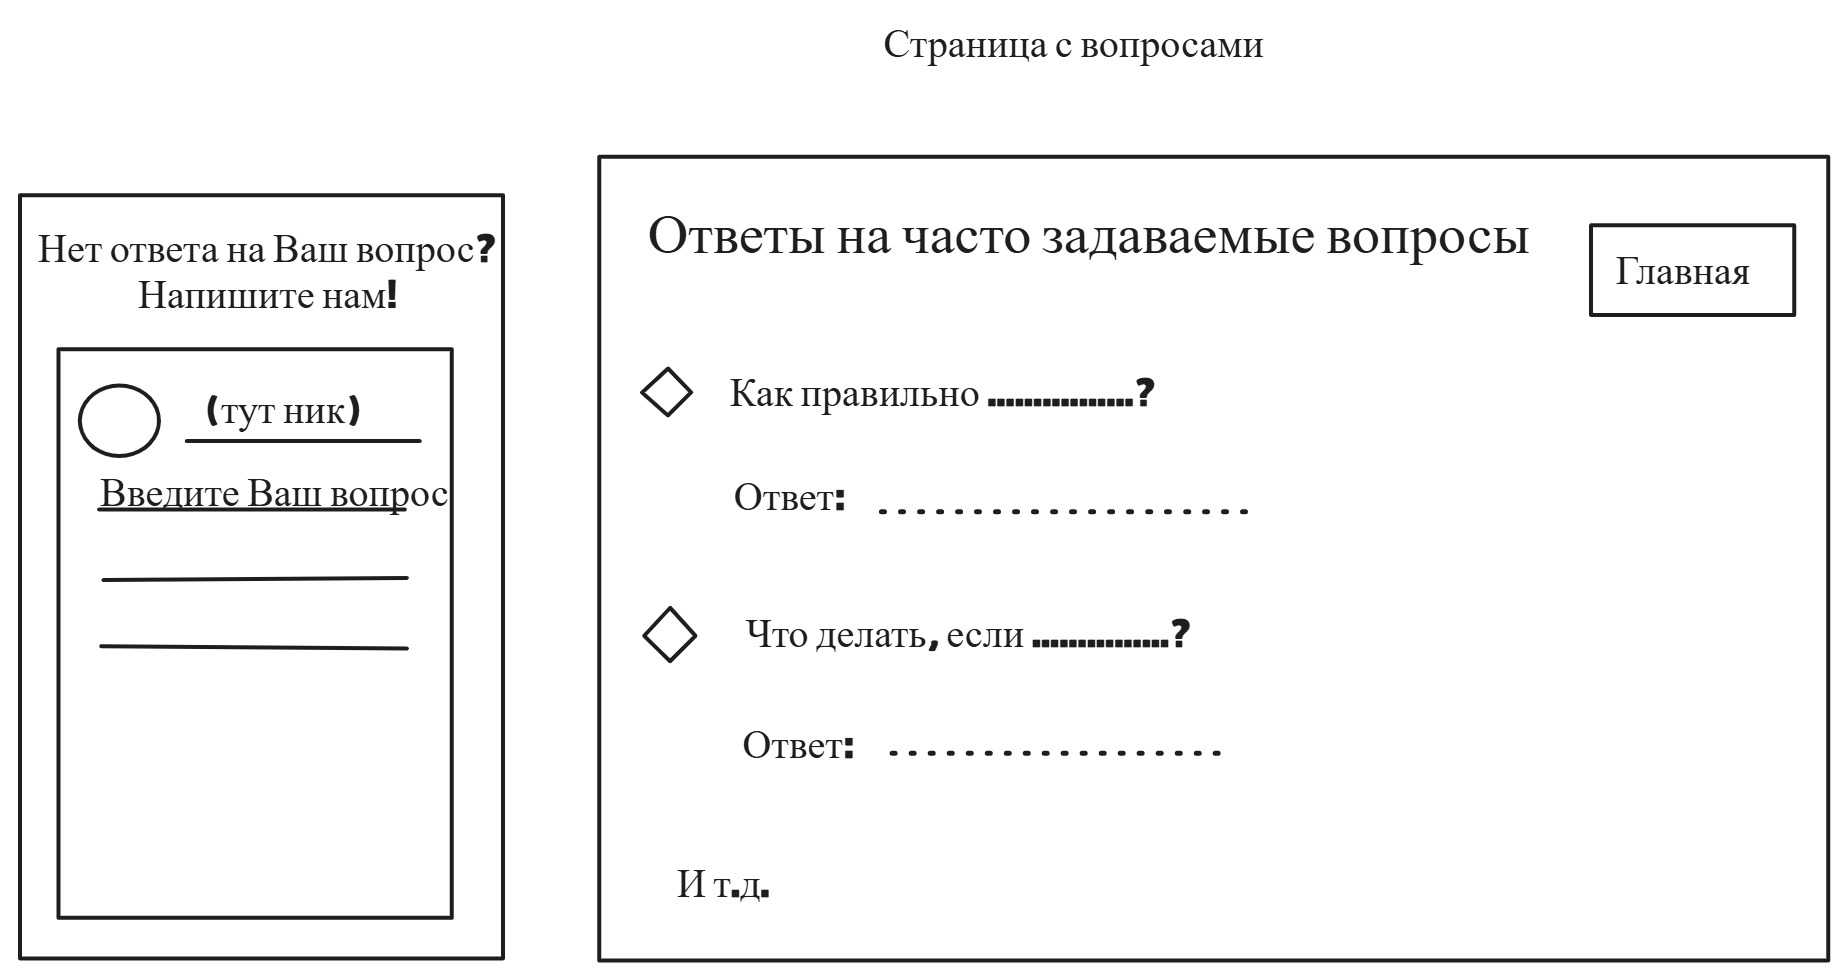 Страница с вопросами
Нет ответа на Ваш вопрос?
Напишите нам!
(тут ник)
Введите Ваш вопрос
Ответы на часто задаваемые вопросы
Главная
Как правильно ................?
Ответ: . . . . . . . . . . . . . . . . . . . .
Что делать, если ...............?
Ответ: . . . . . . . . . . . . . . . . . .
И т.д.